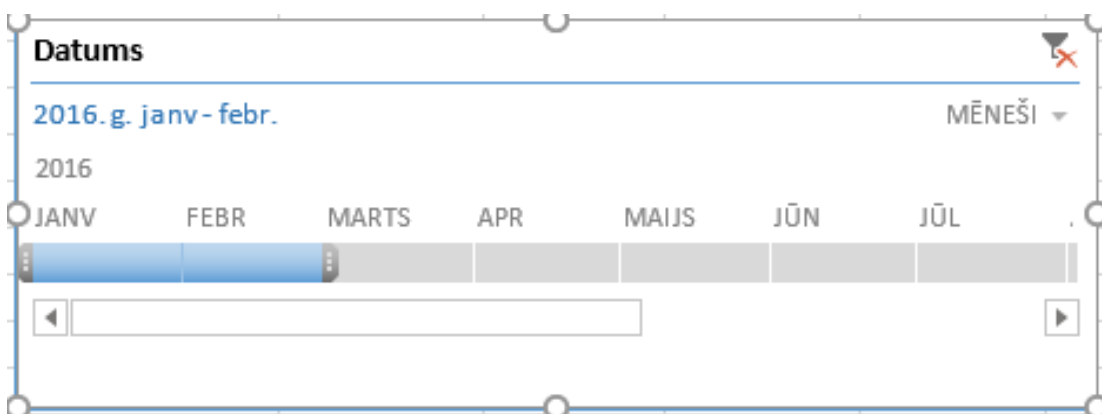 Datums
2016. g. janv - febr.
MĒNEŠI
2016
JANV FEBR MARTS APR MAIJS JŪN JŪL .